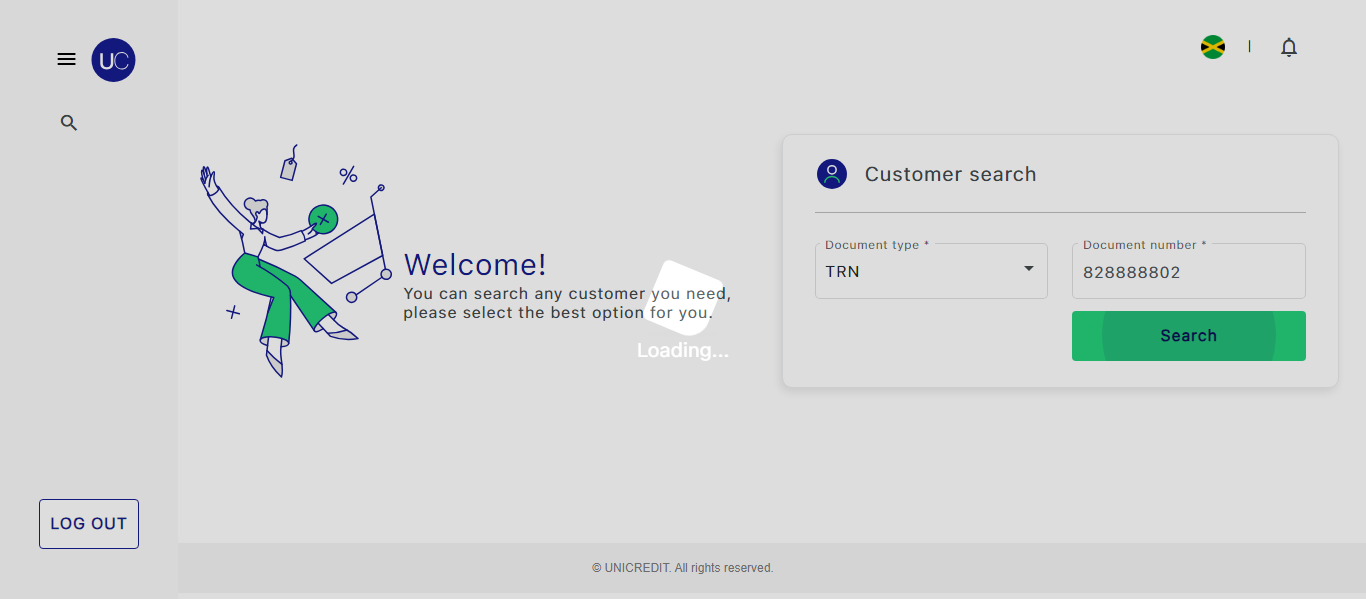 UC
Customer search
Document type *
TRN
Document number *
828888802
Welcome!
You can search any customer you need,
please select the best option for you.
Search
Loading...
LOG OUT
© UNICREDIT. All rights reserved.